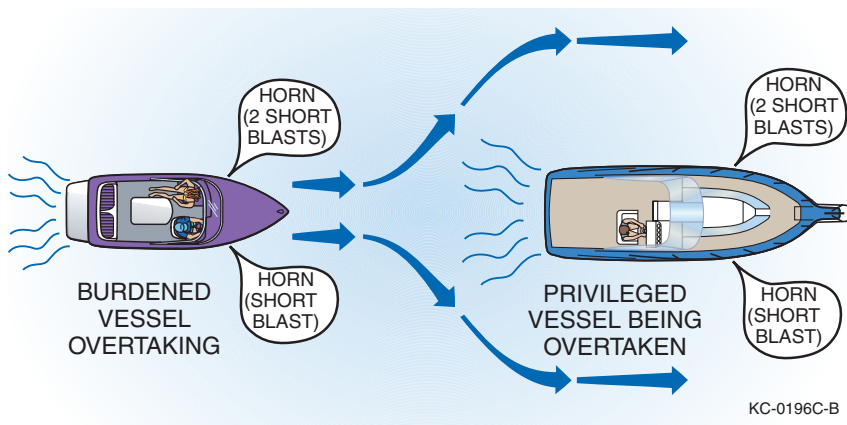 HORN
(2 SHORT
BLASTS)
HORN
(2 SHORT
BLASTS)
BURDENED
VESSEL
OVERTAKING
HORN
(SHORT
BLAST)
PRIVILEGED
VESSEL BEING
OVERTAKEN
HORN
(SHORT
BLAST)
KC-0196C-B